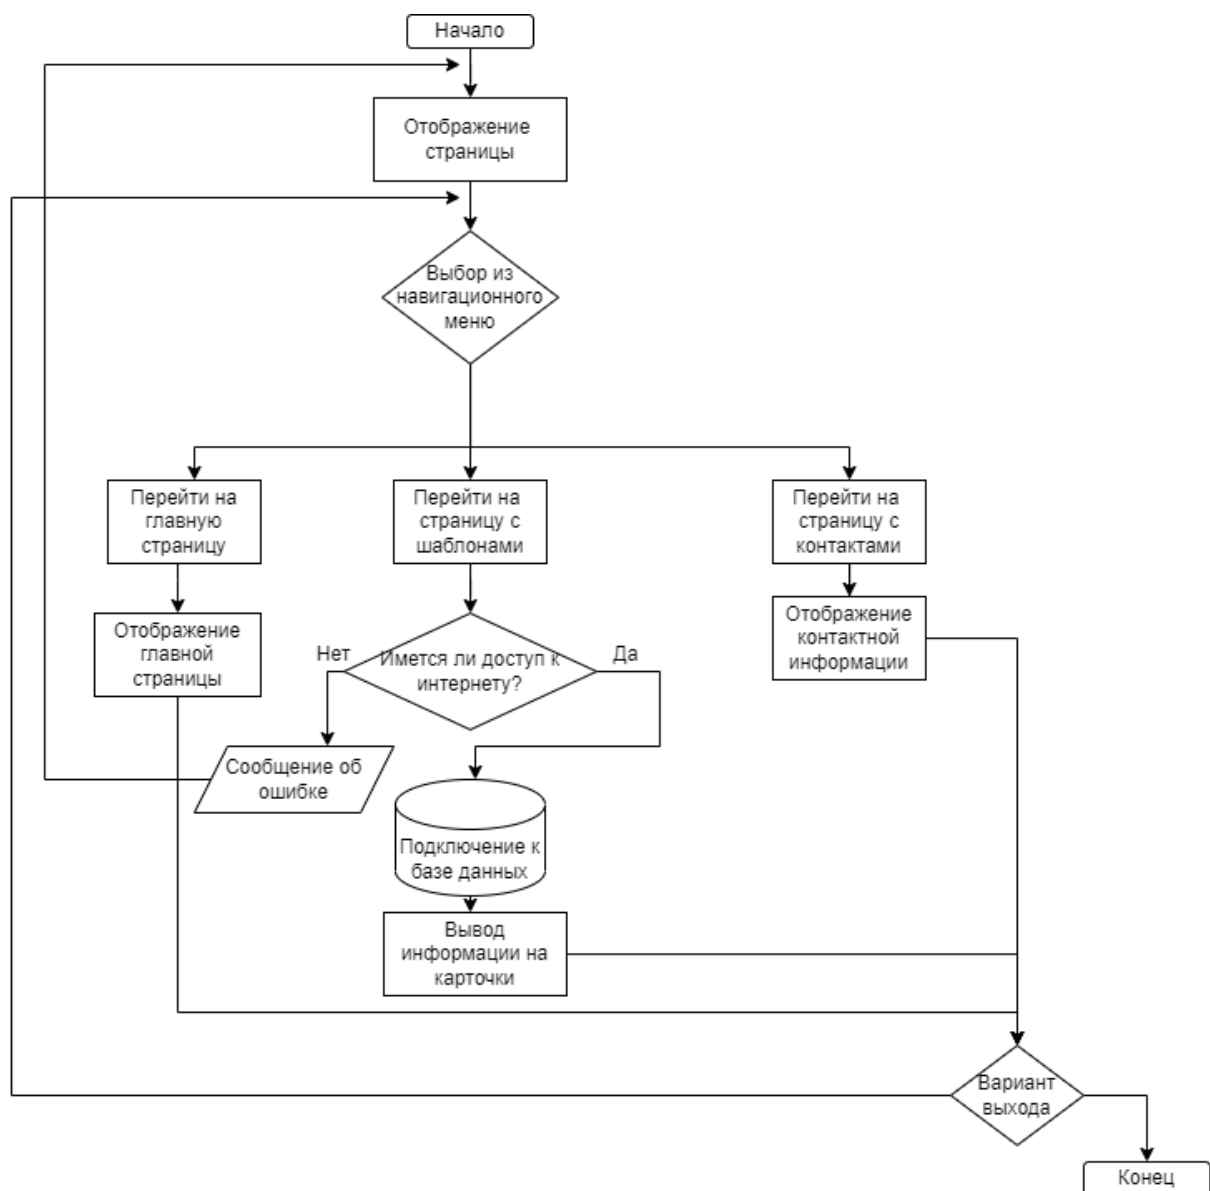 Начало
Отображение
страницы
Выбор из
навигационного
меню
Перейти на
главную
страницу
Перейти на
страницу с
шаблонами
Перейти на
страницу с
контактами
Отображение
главной
страницы
Нет
Имется ли доступ к
интернету?
Да
Отображение
контактной
информации
Сообщение об
ошибке
Подключение к
базе данных
Вывод
информации на
карточки
Вариант
выхода
Конец